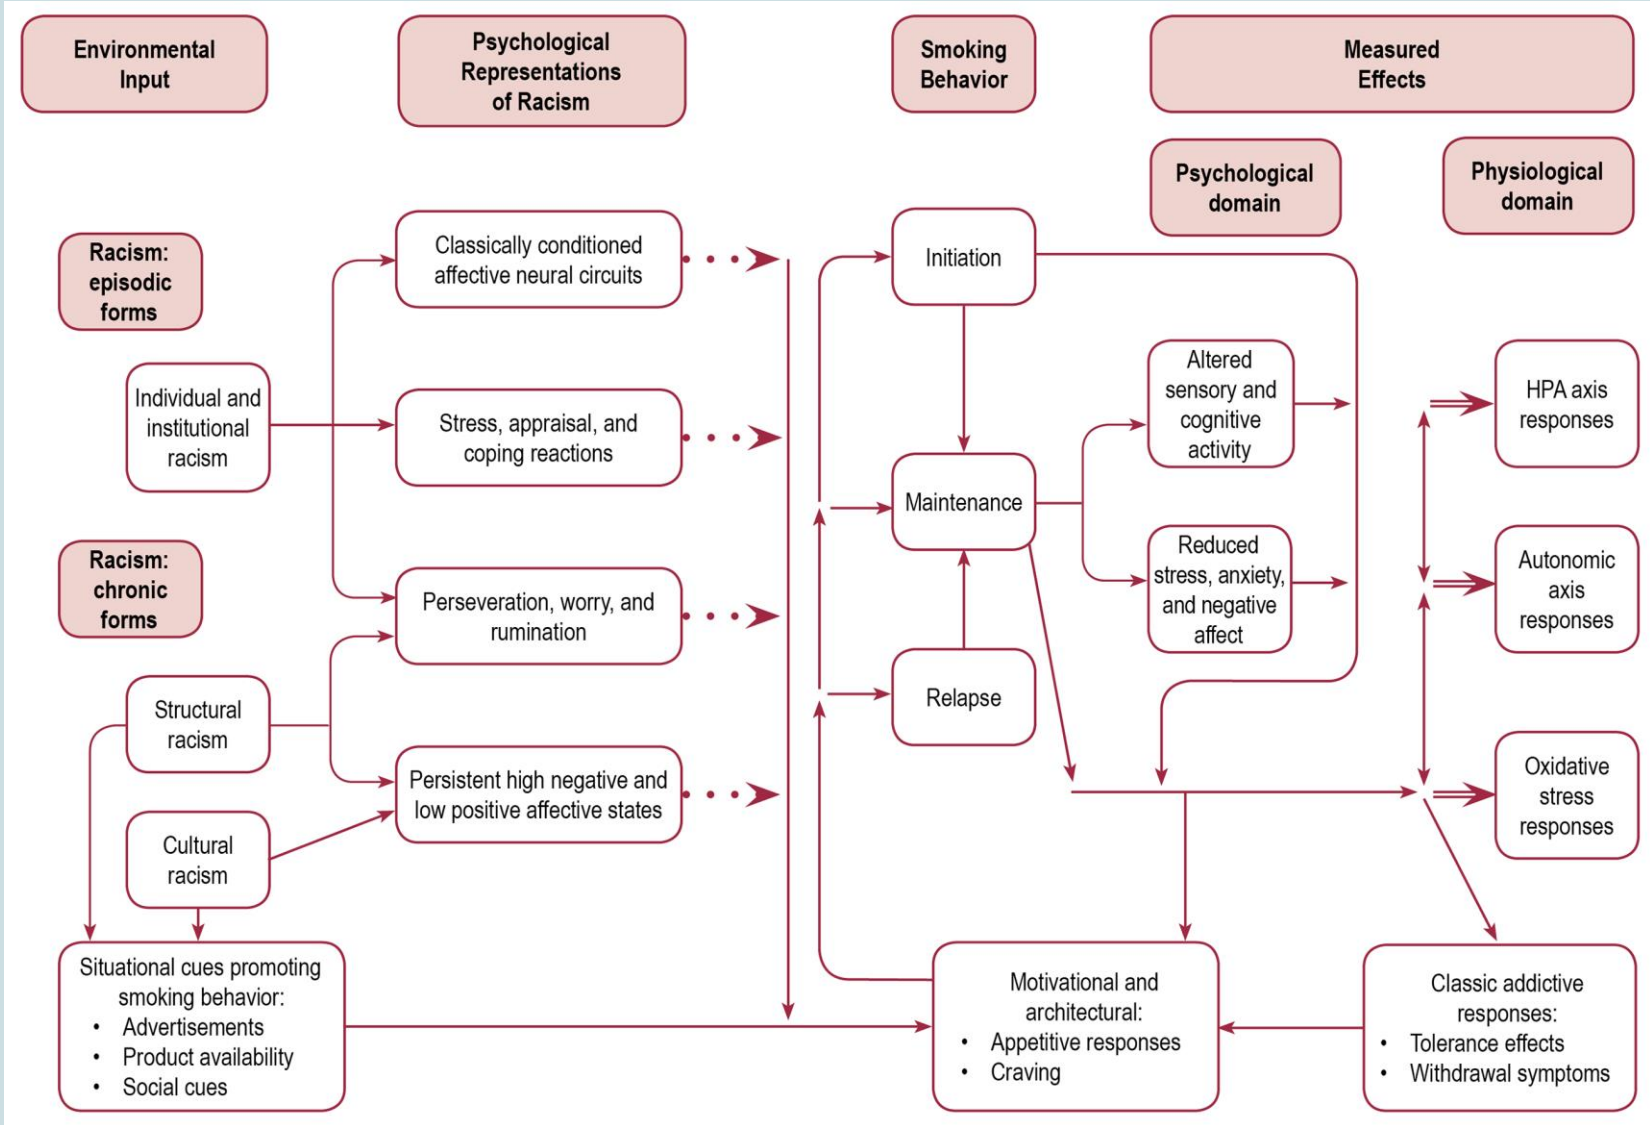 Environmental
Input
Psychological
Representations
of Racism
Smoking
Behavior
Measured
Effects
Psychological
domain
Physiological
domain
Racism:
episodic
forms
Individual and
institutional
racism
Racism:
chronic
forms
Structural
racism
Cultural
racism
Situational cues promoting
smoking behavior:
• Advertisements
• Product availability
• Social cues
Classically conditioned
affective neural circuits
Stress, appraisal, and
coping reactions
Perseveration, worry, and
rumination
Persistent high negative and
low positive affective states
Initiation
Maintenance
Relapse
Altered
sensory and
cognitive
activity
Reduced
stress, anxiety,
and negative
affect
HPA axis
responses
Autonomic
axis
responses
Oxidative
stress
responses
Motivational and
architectural:
• Appetitive responses
• Craving
Classic addictive
responses:
• Tolerance effects
• Withdrawal symptoms